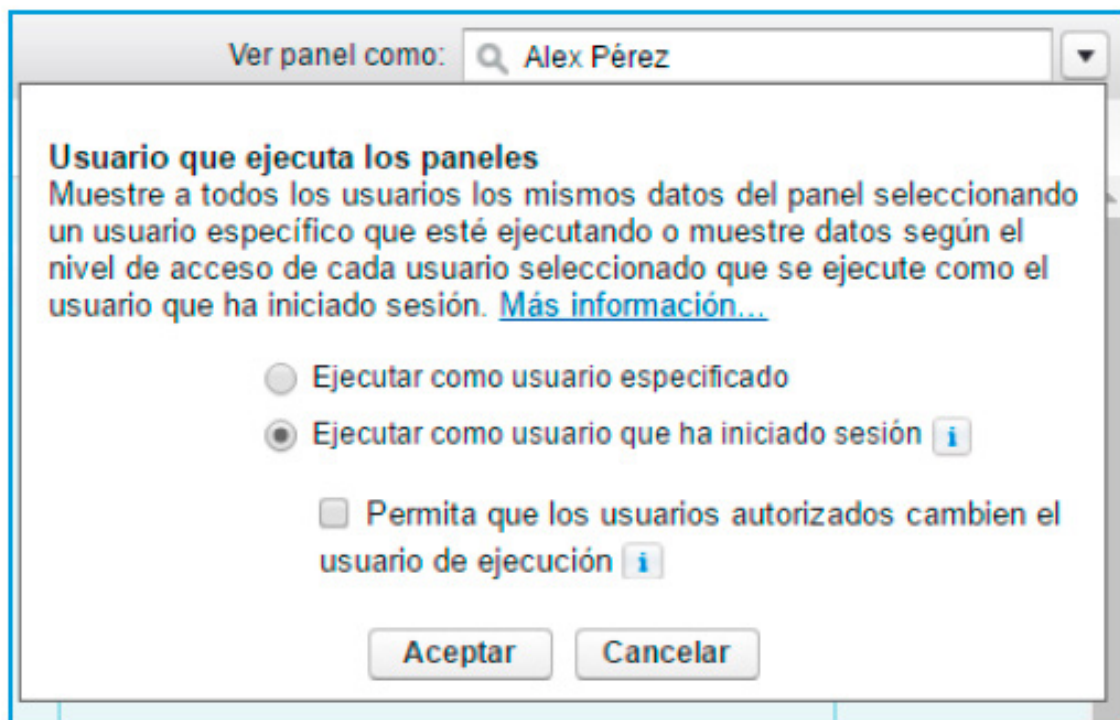 Ver panel como: Alex Pérez
Usuario que ejecuta los paneles
Muestre a todos los usuarios los mismos datos del panel seleccionando
un usuario específico que esté ejecutando o muestre datos según el
nivel de acceso de cada usuario seleccionado que se ejecute como el
usuario que ha iniciado sesión. Más información...
Ejecutar como usuario especificado
Ejecutar como usuario que ha iniciado sesión i
Permita que los usuarios autorizados cambien el
usuario de ejecución i
Aceptar Cancelar